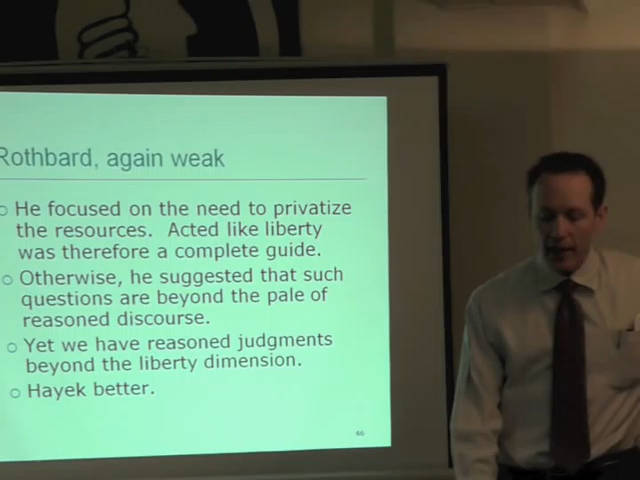 Rothbard, again weak
He focused on the need to privatize
the resources. Acted like liberty
was therefore a complete guide.
Otherwise, he suggested that such
questions are beyond the pale of
reasoned discourse.
Yet we have reasoned judgments
beyond the liberty dimension.
Hayek better.
66